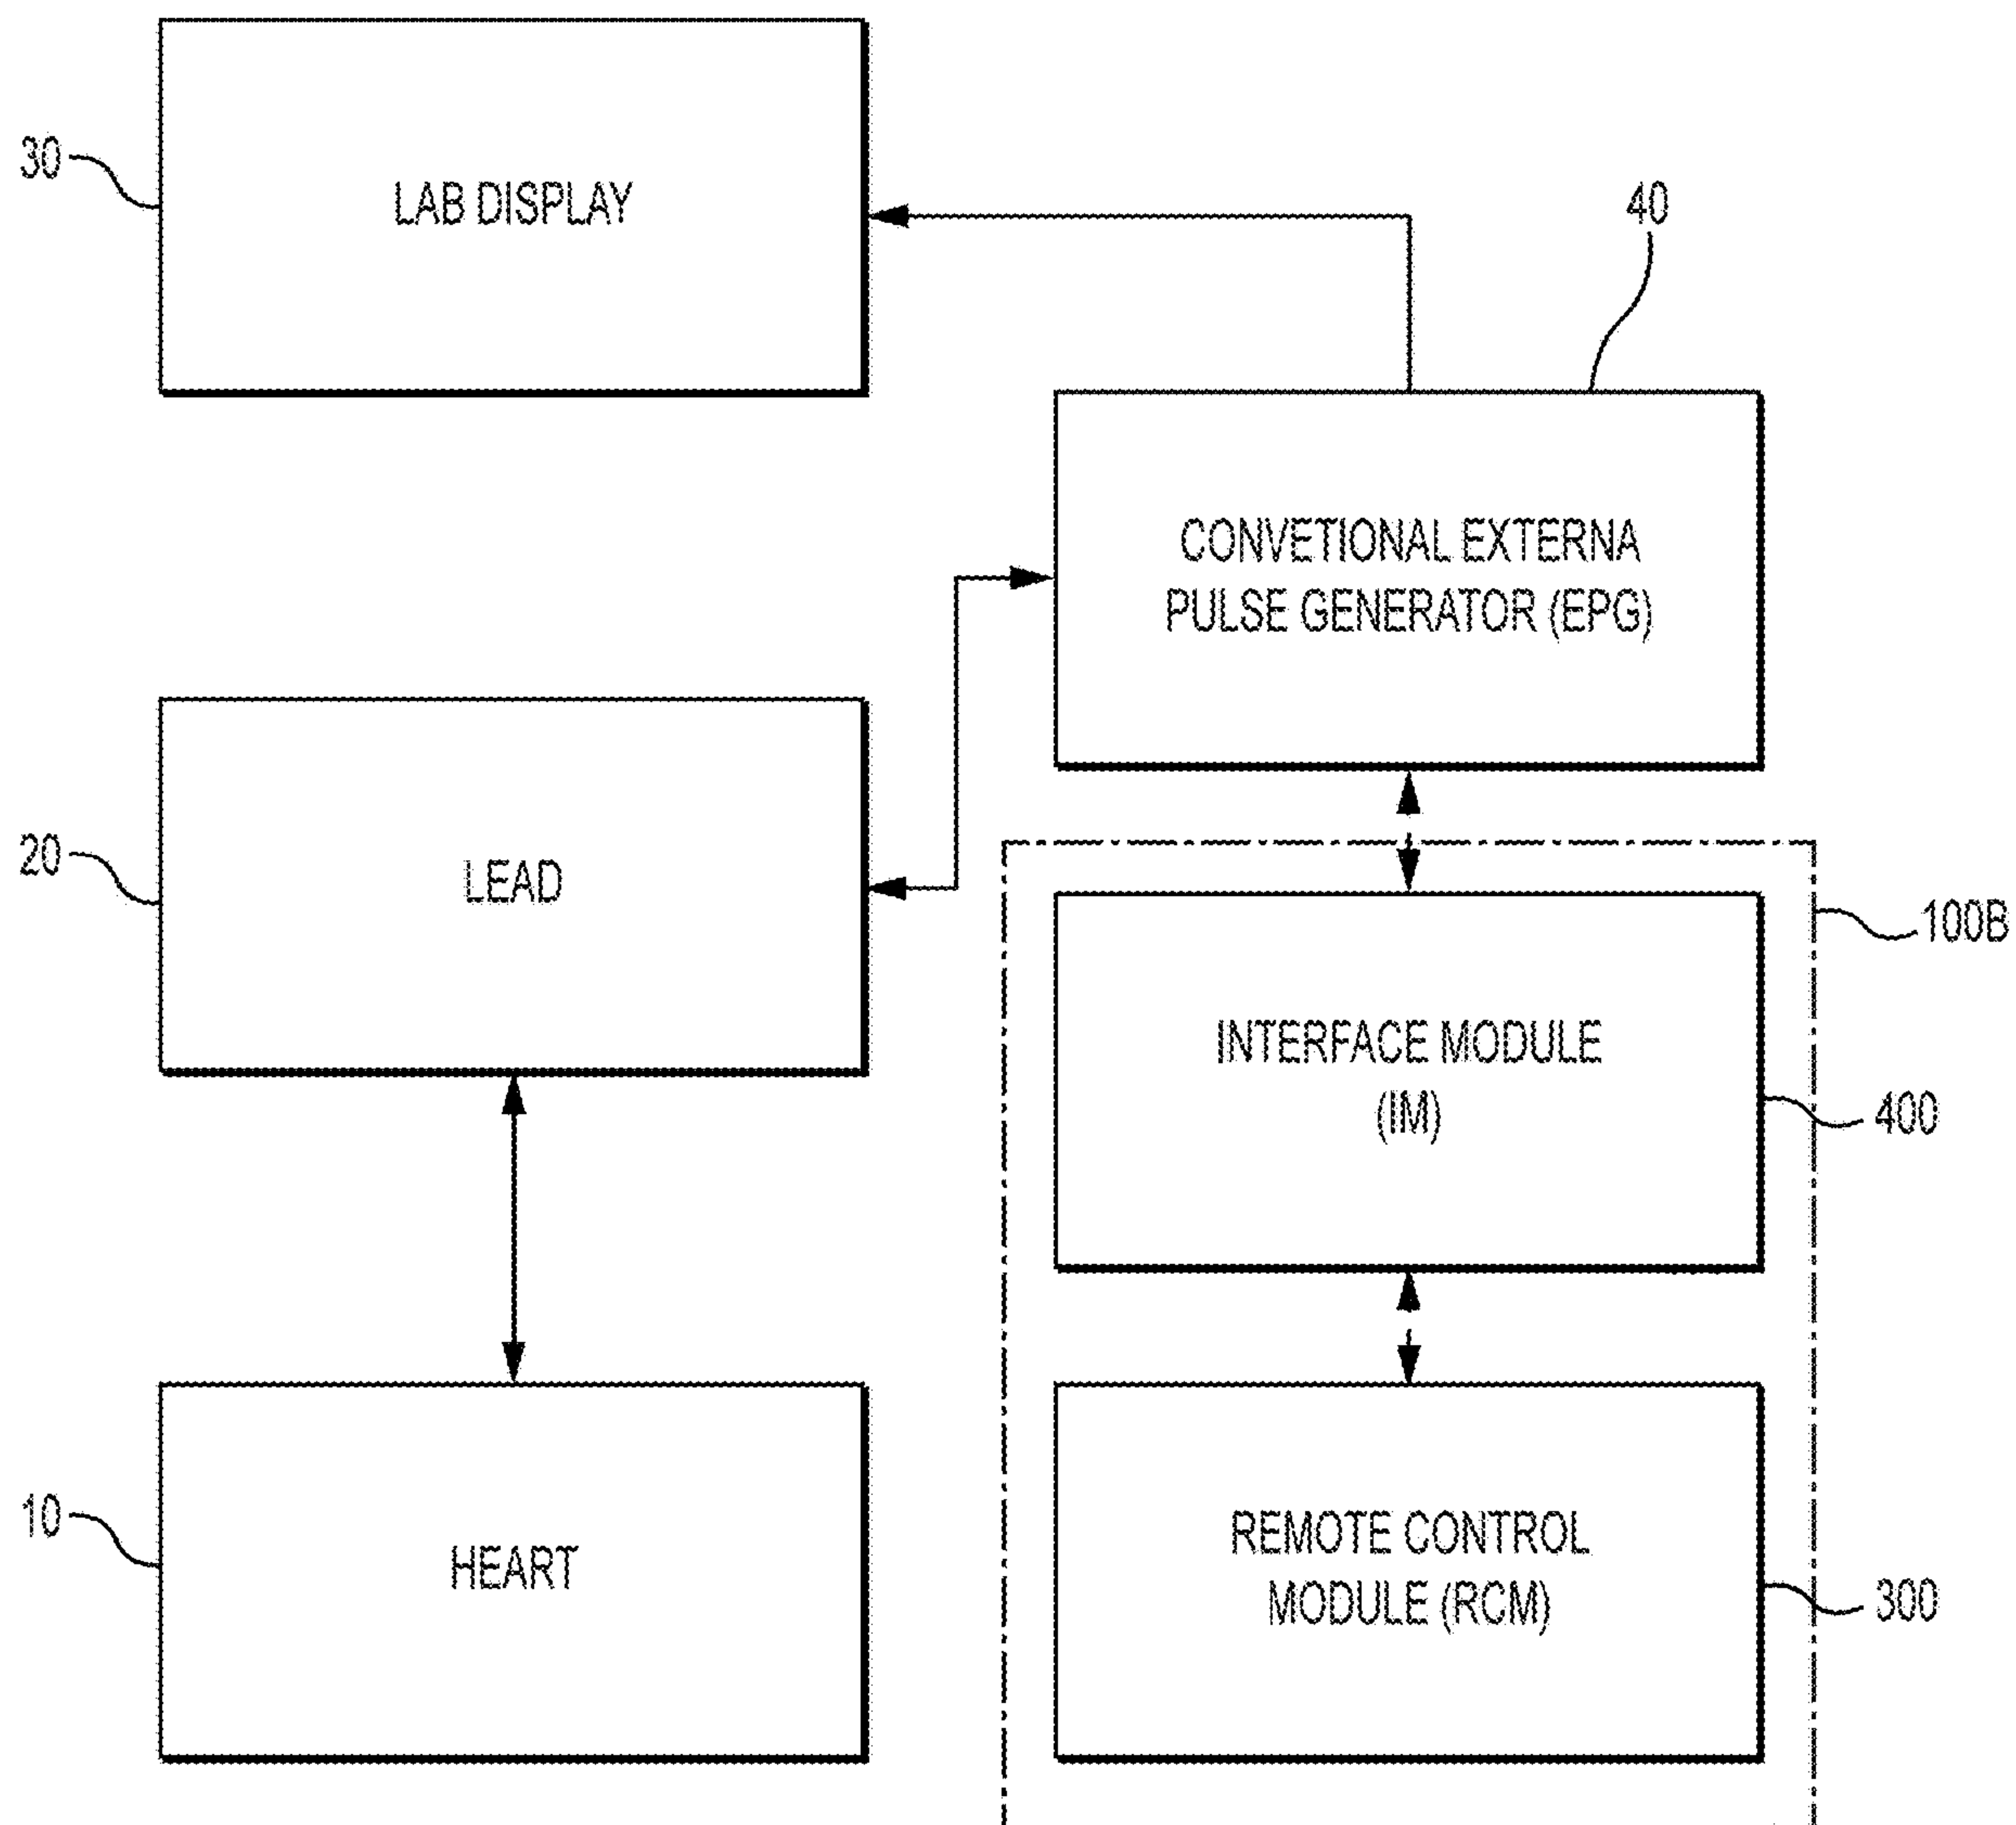 30
LAB DISPLAY
40
CONVETIONAL EXTERNA
PULSE GENERATOR (EPG)
20
LEAD
100B
INTERFACE MODULE
(IM)
400
10
HEART
REMOTE CONTROL
MODULE (RCM)
300